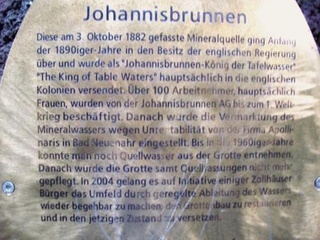 Johannisbrunnen
Diese am 3. Oktober 1882 gefasste Mineralquelle ging Anfang
der 1890iger-Jahre in den Besitz der englischen Regierung
über und wurde als "Johannisbrunnen-König der Tafelwasser"
"The King of Table Waters" hauptsächlich in die englischen
Kolonien versendet. Über 100 Arbeitnehmer, hauptsächlich
Frauen, wurden von der Johannisbrunnen AG bis zum 1. Welt-
krieg beschäftigt. Danach wurde die Vermarktung des
Mineralwassers wegen Unrentabilität von der Firma Apolli-
naris in Bad Neuenahr eingestellt. Bis in die 1960iger-Jahre
konnte man noch Quellwasser aus der Grotte entnehmen.
Danach wurde die Grotte samt Quellfassungen nicht mehr
gepflegt. In 2004 gelang es auf Initiative einiger Zollhäuser
Bürger das Umfeld durch geregelte Ableitung des Wassers
wieder begehbar zu machen, den Grottenbau zu restaurieren
und in den jetzigen Zustand zu versetzen.